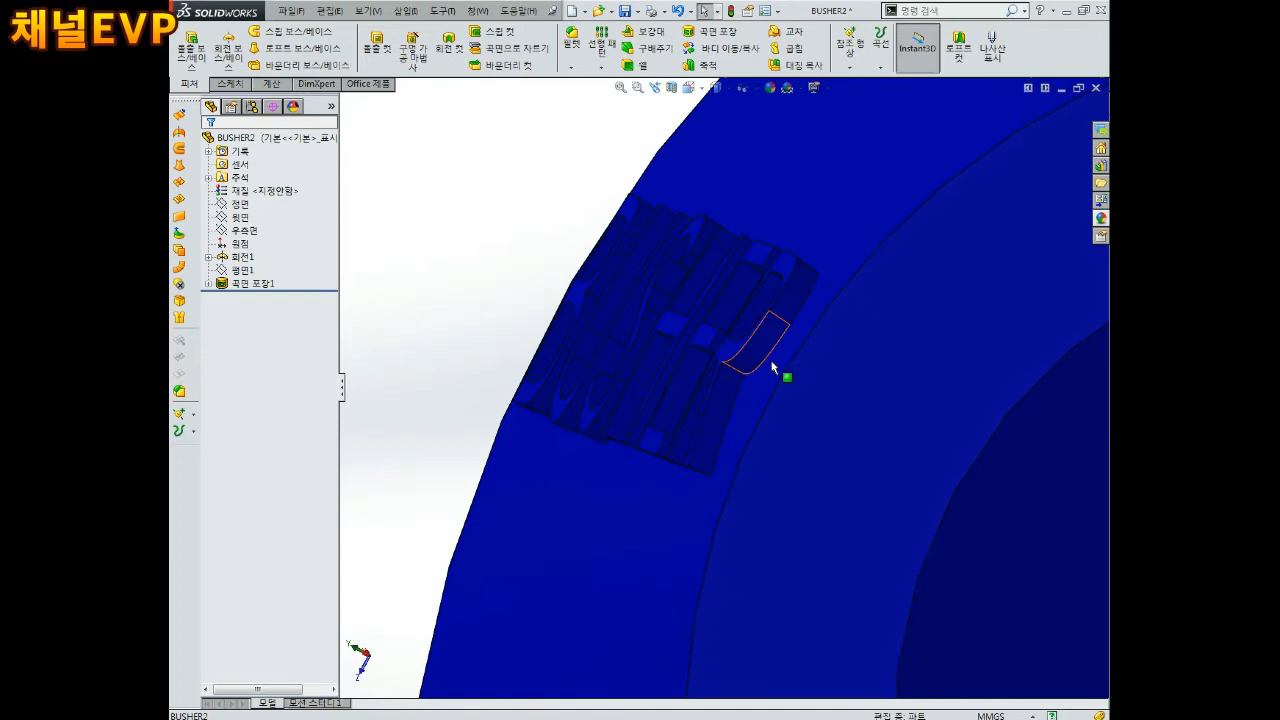 채널EVP
SOLIDWORKS
파일(F) 편집(E) 보기(V) 삽입(I) 도구(T) 창(W) 도움말(H)
BUSHER2 *
명령 검색
돌출 보스/베이스
회전 보스/베이스
스윕 보스/베이스
로프트 보스/베이스
바운더리 보스/베이스
돌출 컷
구멍 가공 마법사
회전 컷
스윕 컷
곡면으로 자르기
바운더리 컷
필렛
선형 패턴
보강대
구배주기
쉘
곡면 포장
바디 이동/복사
축척
교차
굽힘
대칭 복사
참조 형상
곡선
Instant3D
로프트 컷
나사산 표시
피처 스케치 계산 DimXpert Office 제품
BUSHER2 (기본<<기본>_표시
기록
센서
주석
재질 <지정안함>
정면
윗면
우측면
원점
회전1
평면1
곡면 포장1
Y
Z
모델 모션 스터디1
BUSHER2
편집 중: 파트
MMGS